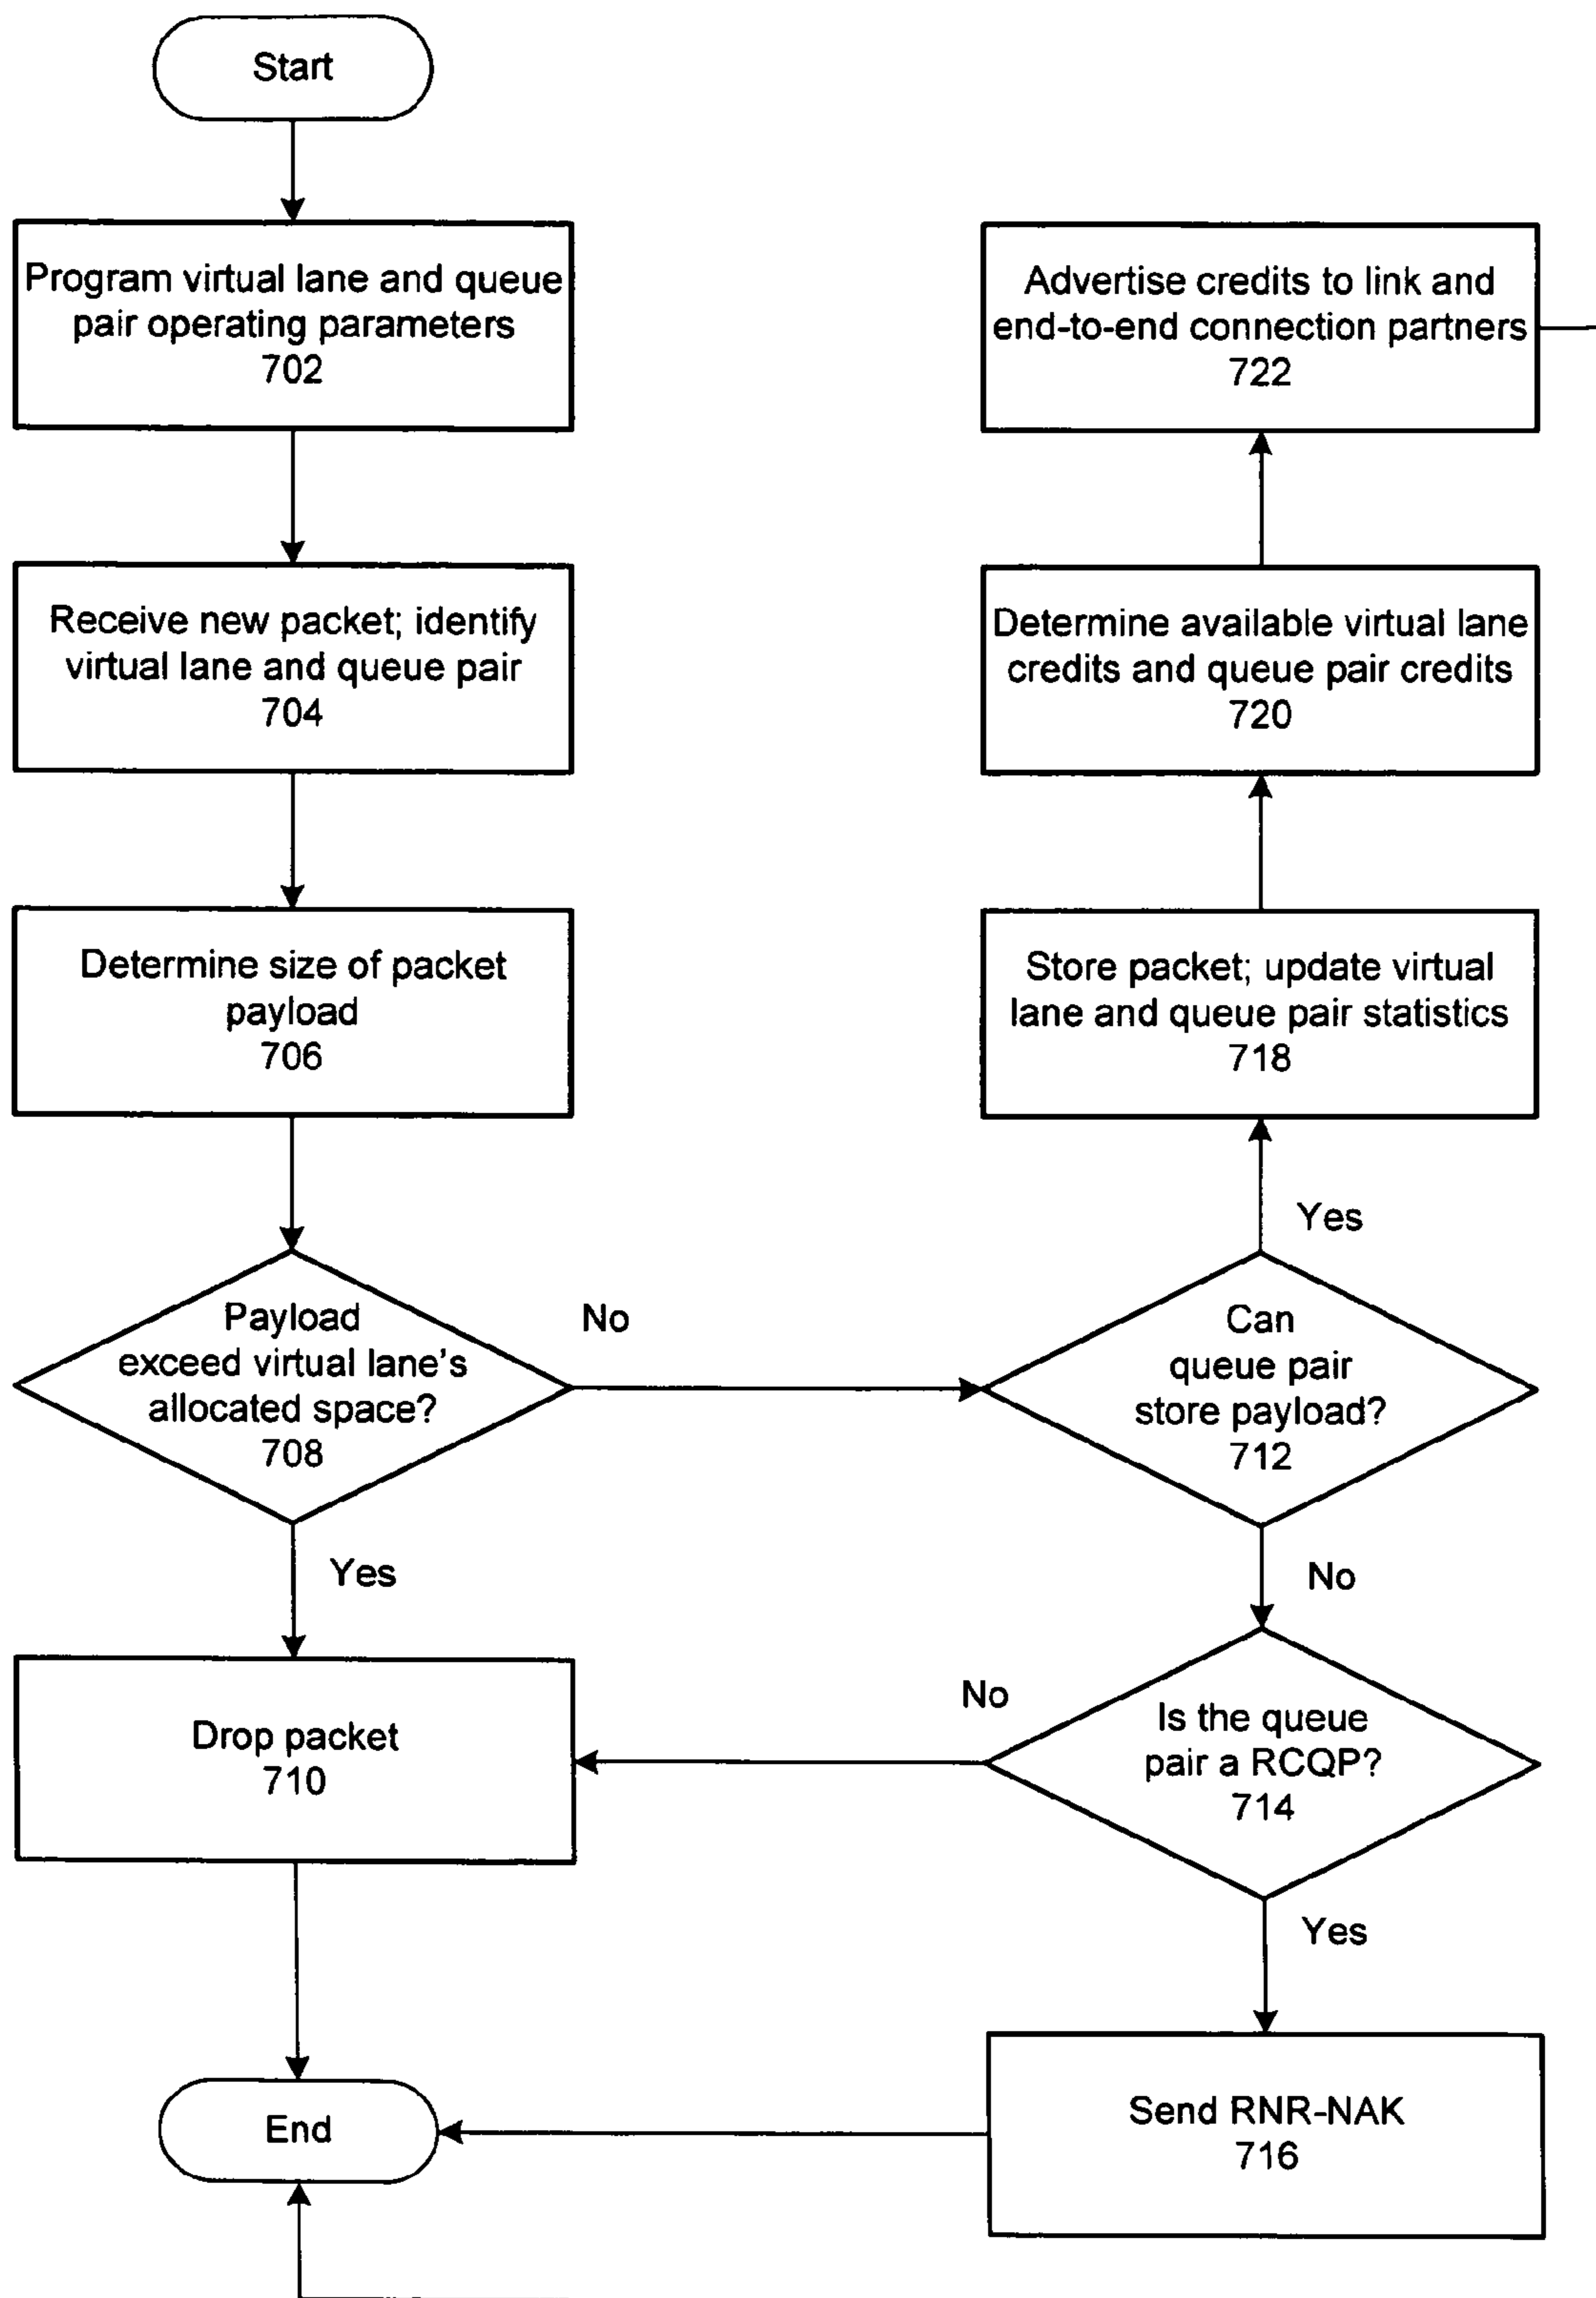 Start
Program virtual lane and queue
pair operating parameters
702
Receive new packet; identify
virtual lane and queue pair
704
Determine size of packet
payload
706
Payload
exceed virtual lane's
allocated space?
708
No
Yes
Drop packet
710
End
Advertise credits to link and
end-to-end connection partners
722
Determine available virtual lane
credits and queue pair credits
720
Store packet; update virtual
lane and queue pair statistics
718
Yes
Can
queue pair
store payload?
712
No
No
Is the queue
pair a RCQP?
714
Yes
Send RNR-NAK
716